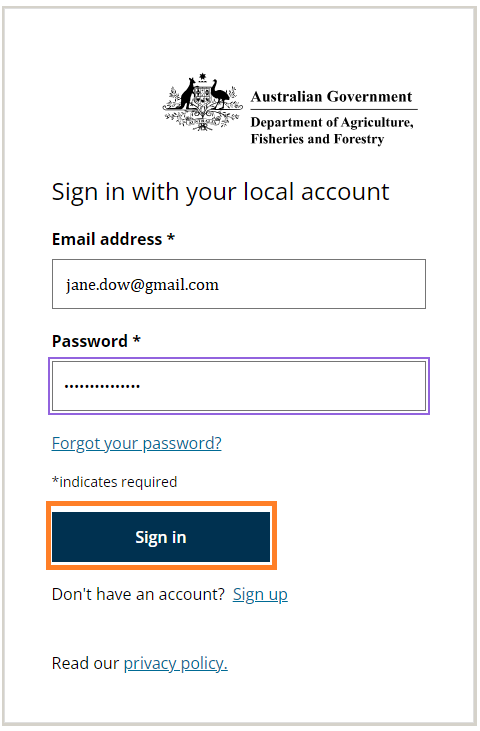 Australian Government
Department of Agriculture,
Fisheries and Forestry
Sign in with your local account
Email address *
jane.dow@gmail.com
Password *
•••••••••••••••
Forgot your password?
*indicates required
Sign in
Don't have an account? Sign up
Read our privacy policy.